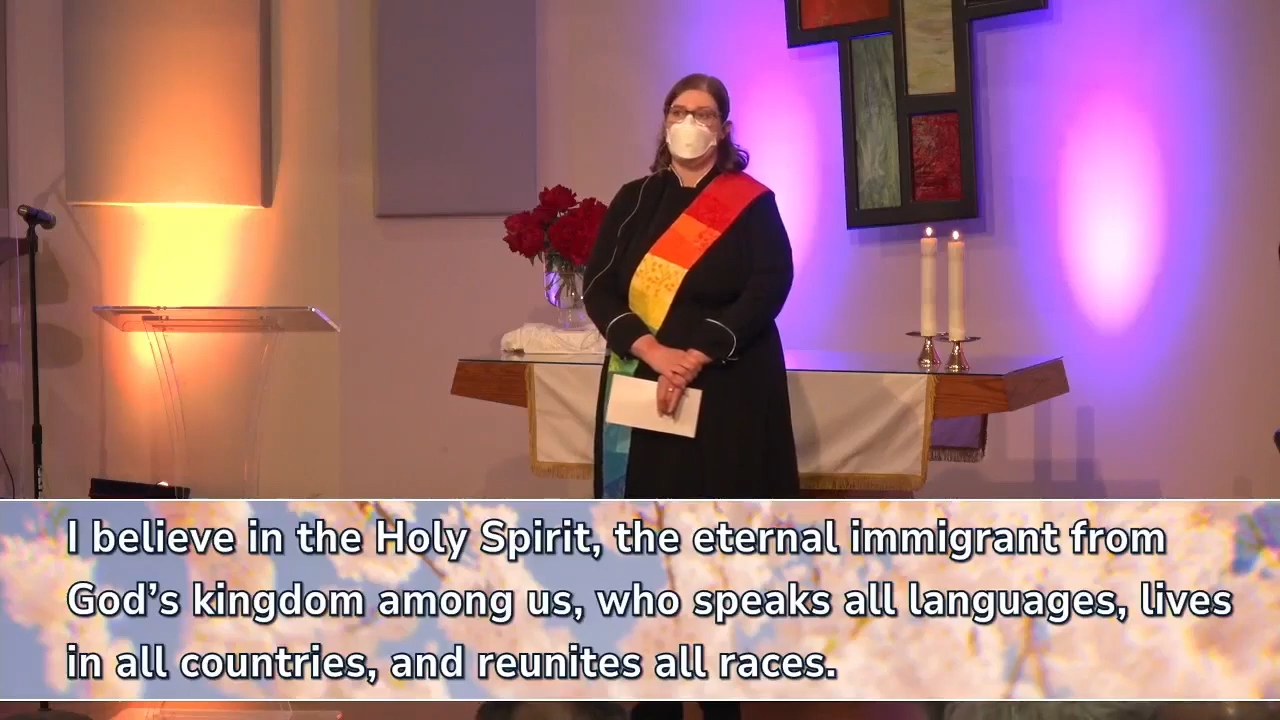 I believe in the Holy Spirit, the eternal immigrant from
God’s kingdom among us, who speaks all languages, lives
in all countries, and reunites all races.